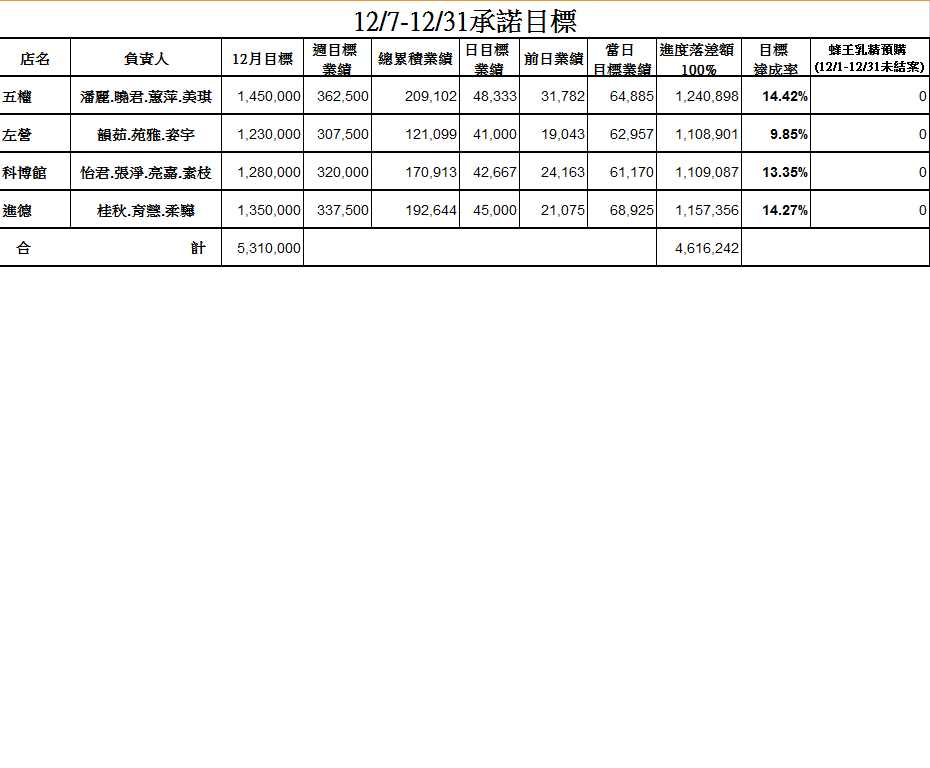 12/7-12/31承諾目標
店名 負責人 12月目標 週目標業績 總累積業績 日目標業績 前日業績 當日目標業績 進度落差額100% 目標達成率 蜂王乳精預購(12/1-12/31未結案)
五權 潘麗.曉君.蕙萍.美琪 1,450,000 362,500 209,102 48,333 31,782 64,885 1,240,898 14.42% 0
左營 韻茹.苑雅.姿宇 1,230,000 307,500 121,099 41,000 19,043 62,957 1,108,901 9.85% 0
科博館 怡君.張淨.亮嘉.素枝 1,280,000 320,000 170,913 42,667 24,163 61,170 1,109,087 13.35% 0
進德 桂秋.育慧.柔驊 1,350,000 337,500 192,644 45,000 21,075 68,925 1,157,356 14.27% 0
合 計 5,310,000 4,616,242